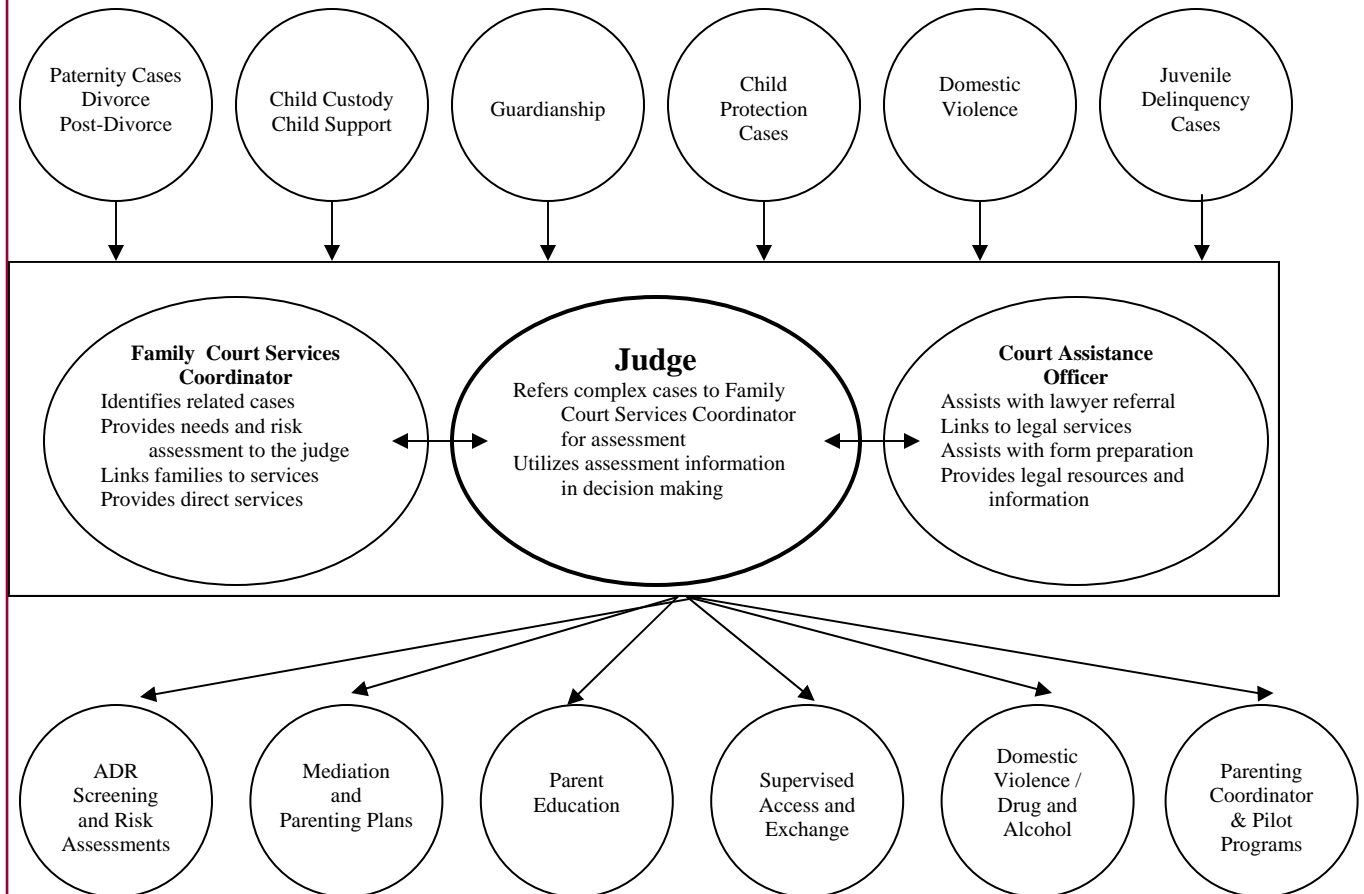 Paternity Cases
Divorce
Post-Divorce
Child Custody
Child Support
Guardianship
Child
Protection
Cases
Domestic
Violence
Juvenile
Delinquency
Cases
Family Court Services
Coordinator
Identifies related cases
Provides needs and risk
assessment to the judge
Links families to services
Provides direct services
Judge
Refers complex cases to Family
Court Services Coordinator
for assessment
Utilizes assessment information
in decision making
Court Assistance
Officer
Assists with lawyer referral
Links to legal services
Assists with form preparation
Provides legal resources and
information
ADR
Screening
and Risk
Assessments
Mediation
and
Parenting Plans
Parent
Education
Supervised
Access and
Exchange
Domestic
Violence /
Drug and
Alcohol
Parenting
Coordinator
& Pilot
Programs